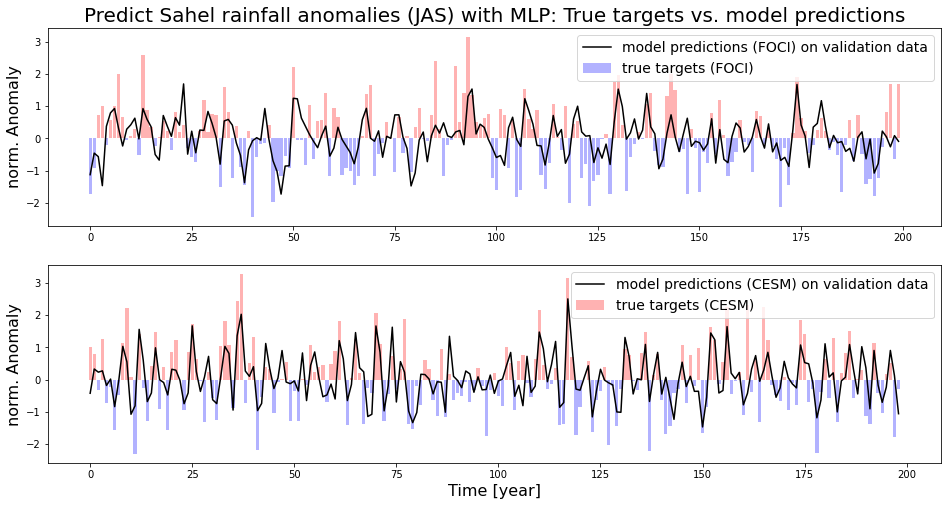 Predict Sahel rainfall anomalies (JAS) with MLP: True targets vs. model predictions
model predictions (FOCI) on validation data
true targets (FOCI)
norm. Anomaly
3
2
1
0
−1
−2
0 25 50 75 100 125 150 175 200
model predictions (CESM) on validation data
true targets (CESM)
norm. Anomaly
3
2
1
0
−1
−2
0 25 50 75 100 125 150 175 200
Time [year]